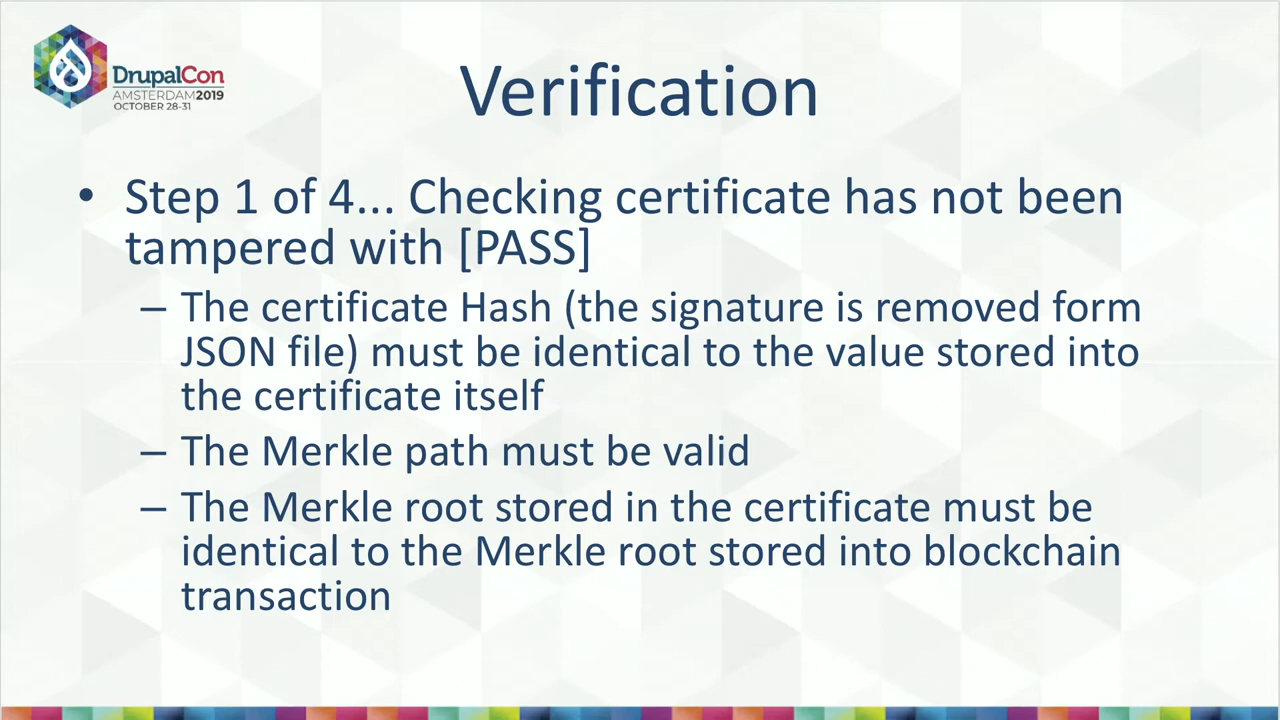 DrupalCon
AMSTERDAM2019
OCTOBER 28-31
Verification
• Step 1 of 4... Checking certificate has not been
tampered with [PASS]
– The certificate Hash (the signature is removed form
JSON file) must be identical to the value stored into
the certificate itself
– The Merkle path must be valid
– The Merkle root stored in the certificate must be
identical to the Merkle root stored into blockchain
transaction